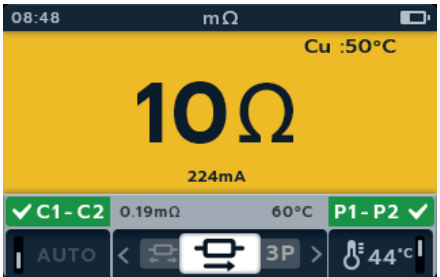 08:48 mΩ
Cu :50°C
10Ω
224mA
✓ C1-C2 0.19mΩ 60°C P1-P2 ✓
AUTO < 3P > 44°C